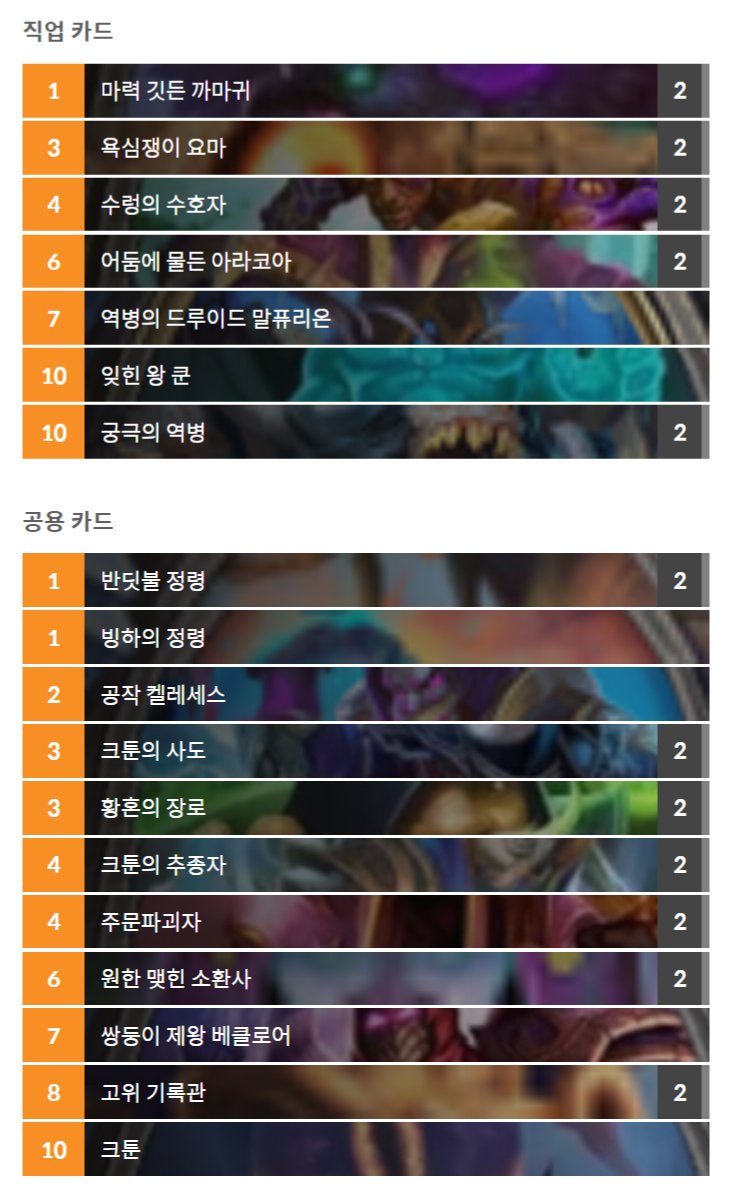 직업 카드
1 마력 깃든 까마귀 2
3 욕심쟁이 요마 2
4 수렁의 수호자 2
6 어둠에 물든 아라코아 2
7 역병의 드루이드 말퓨리온
10 잊힌 왕 쿤
10 궁극의 역병 2
공용 카드
1 반딧불 정령 2
1 빙하의 정령
2 공작 켈레세스
3 크툰의 사도 2
3 황혼의 장로 2
4 크툰의 추종자 2
4 주문파괴자 2
6 원한 맺힌 소환사 2
7 쌍둥이 제왕 베클로어
8 고위 기록관 2
10 크툰